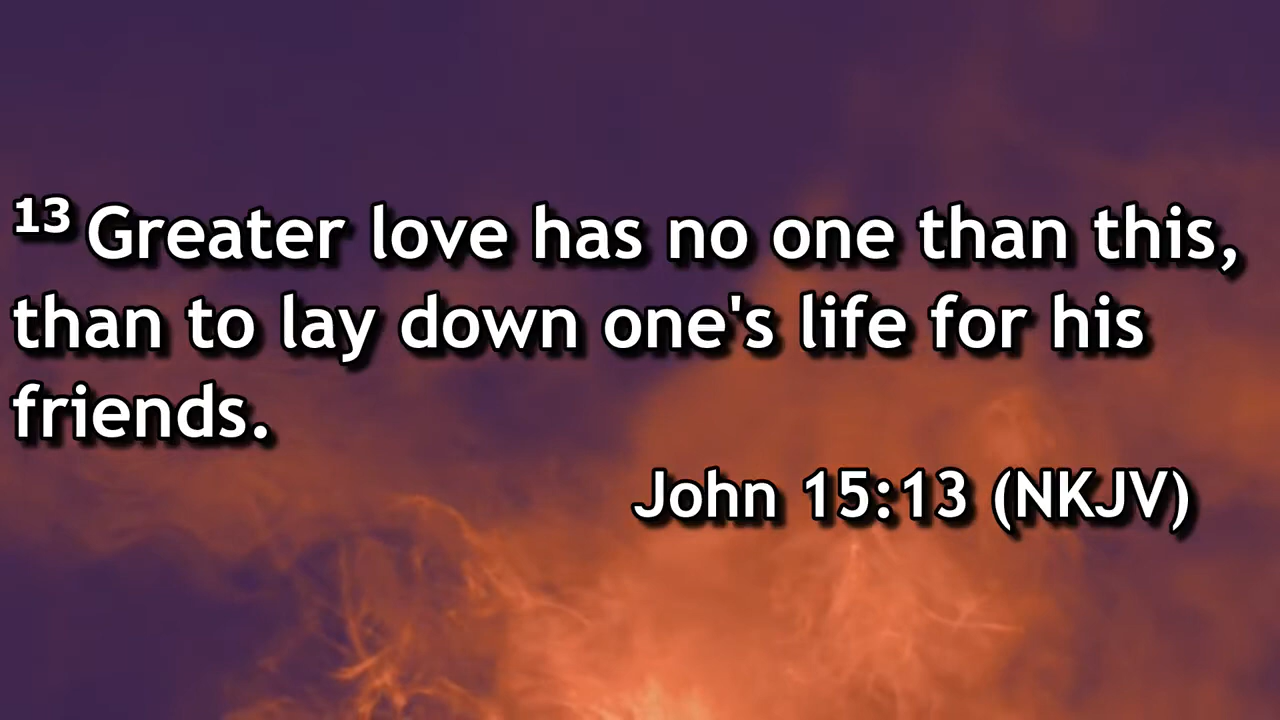 13 Greater love has no one than this,
than to lay down one's life for his
friends.
John 15:13 (NKJV)